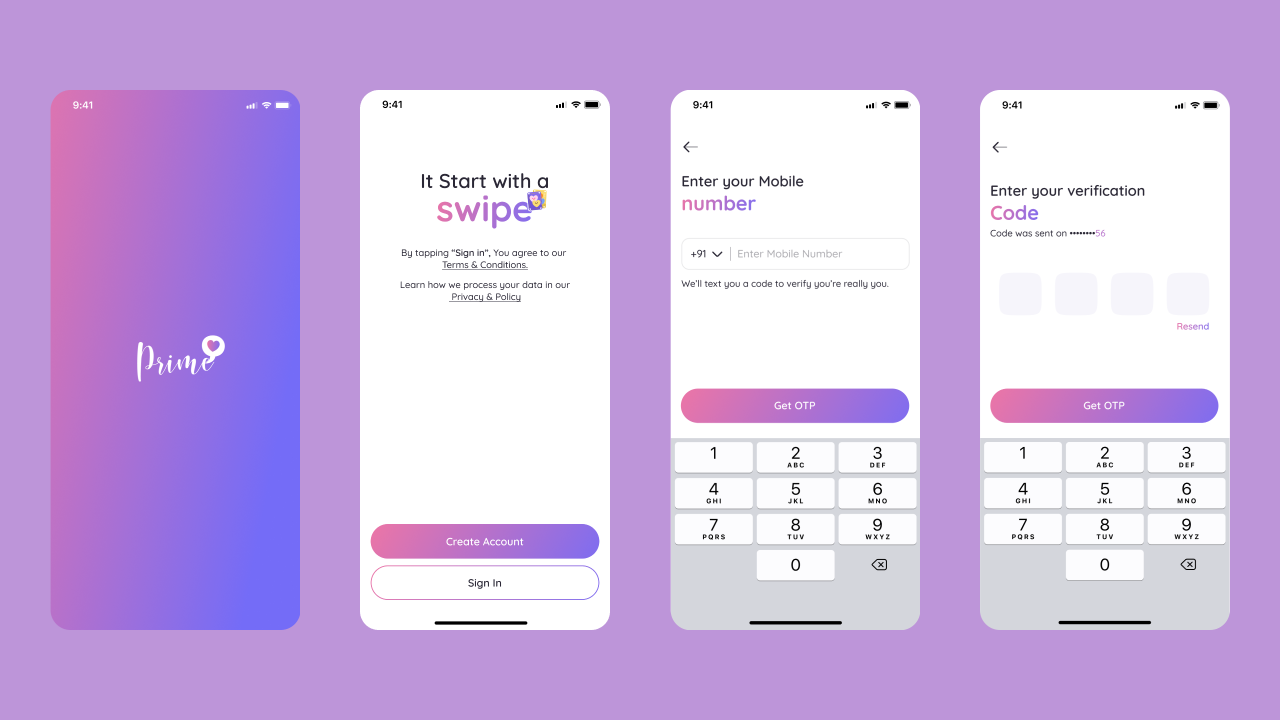 9:41
Prime
9:41
It Start with a
swipe
By tapping “Sign in”, You agree to our
Terms & Conditions.
Learn how we process your data in our
Privacy & Policy
Create Account
Sign In
9:41
Enter your Mobile
number
+91 Enter Mobile Number
We'll text you a code to verify you're really you.
Get OTP
1 2 3
ABC DEF
4 5 6
GHI JKL MNO
7 8 9
PQRS TUV WXYZ
0
9:41
Enter your verification
Code
Code was sent on ••••••••56
Resend
Get OTP
1 2 3
ABC DEF
4 5 6
GHI JKL MNO
7 8 9
PQRS TUV WXYZ
0